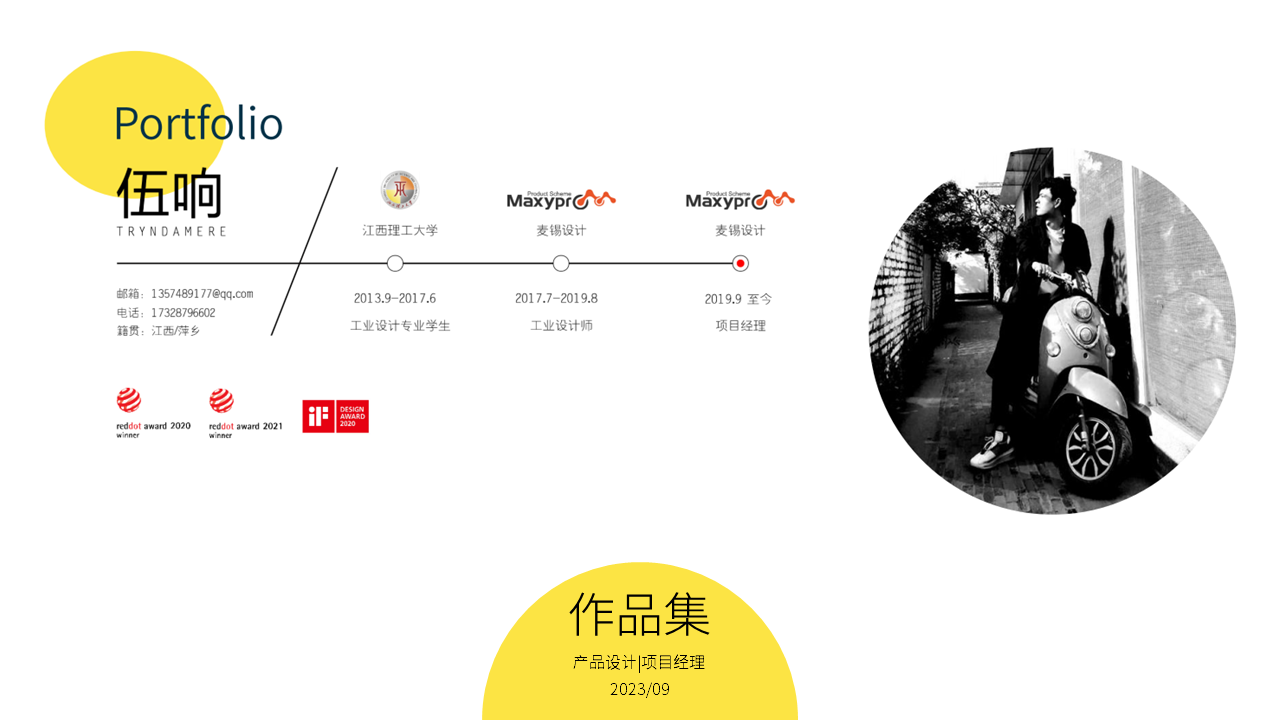 Portfolio
伍响
TRYNDAMERE
Product Scheme
Maxypro
Product Scheme
Maxypro
江西理工大学
麦锡设计
麦锡设计
邮箱：1357489177@qq.com
电话：17328796602
籍贯：江西/萍乡
2013.9-2017.6
2017.7-2019.8
2019.9 至今
工业设计专业学生
工业设计师
项目经理
reddot award 2020
winner
reddot award 2021
winner
iF
DESIGN
AWARD
2020
作品集
产品设计|项目经理
2023/09